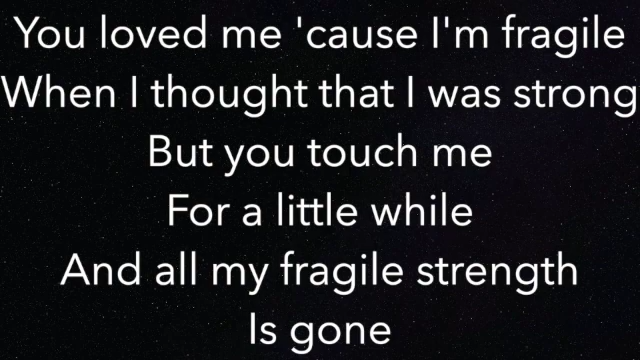 You loved me 'cause I'm fragile
When I thought that I was strong
But you touch me
For a little while
And all my fragile strength
Is gone